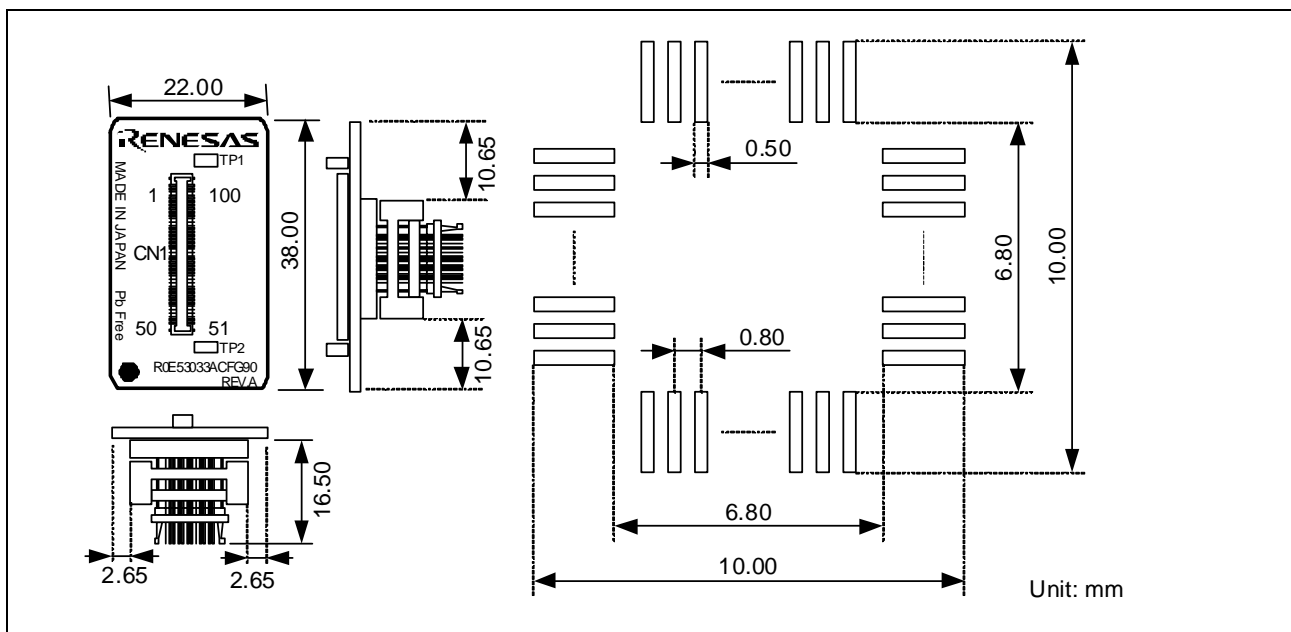 22.00
RENESAS
TP1
MADE IN JAPAN Pb Free
1 100
CN1
50 51
TP2
R0E53033ACFG90
REV.A
38.00
10.65
10.65
16.50
2.65 2.65
0.50
0.80
6.80
10.00
6.80
10.00
Unit: mm